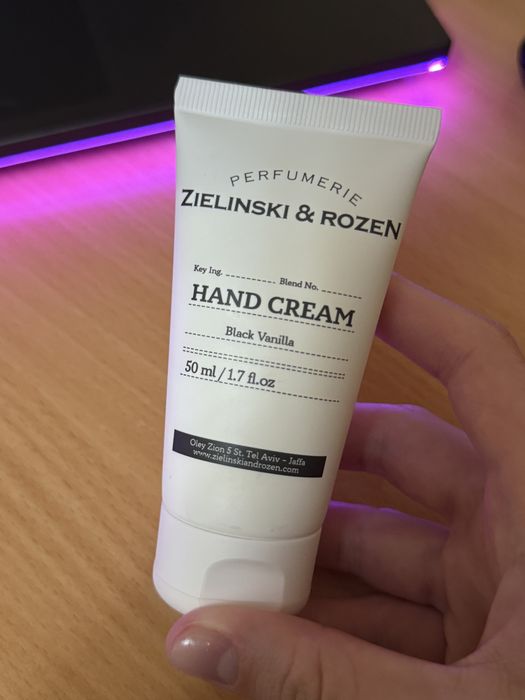 PERFUMERIE
ZIELINSKI & ROZEN
Key Ing. Blend No.
HAND CREAM
Black Vanilla
50 ml / 1.7 fl.oz
Oley Zion 5 St. Tel Aviv – Jaffa
www.zielinskiandrozen.com